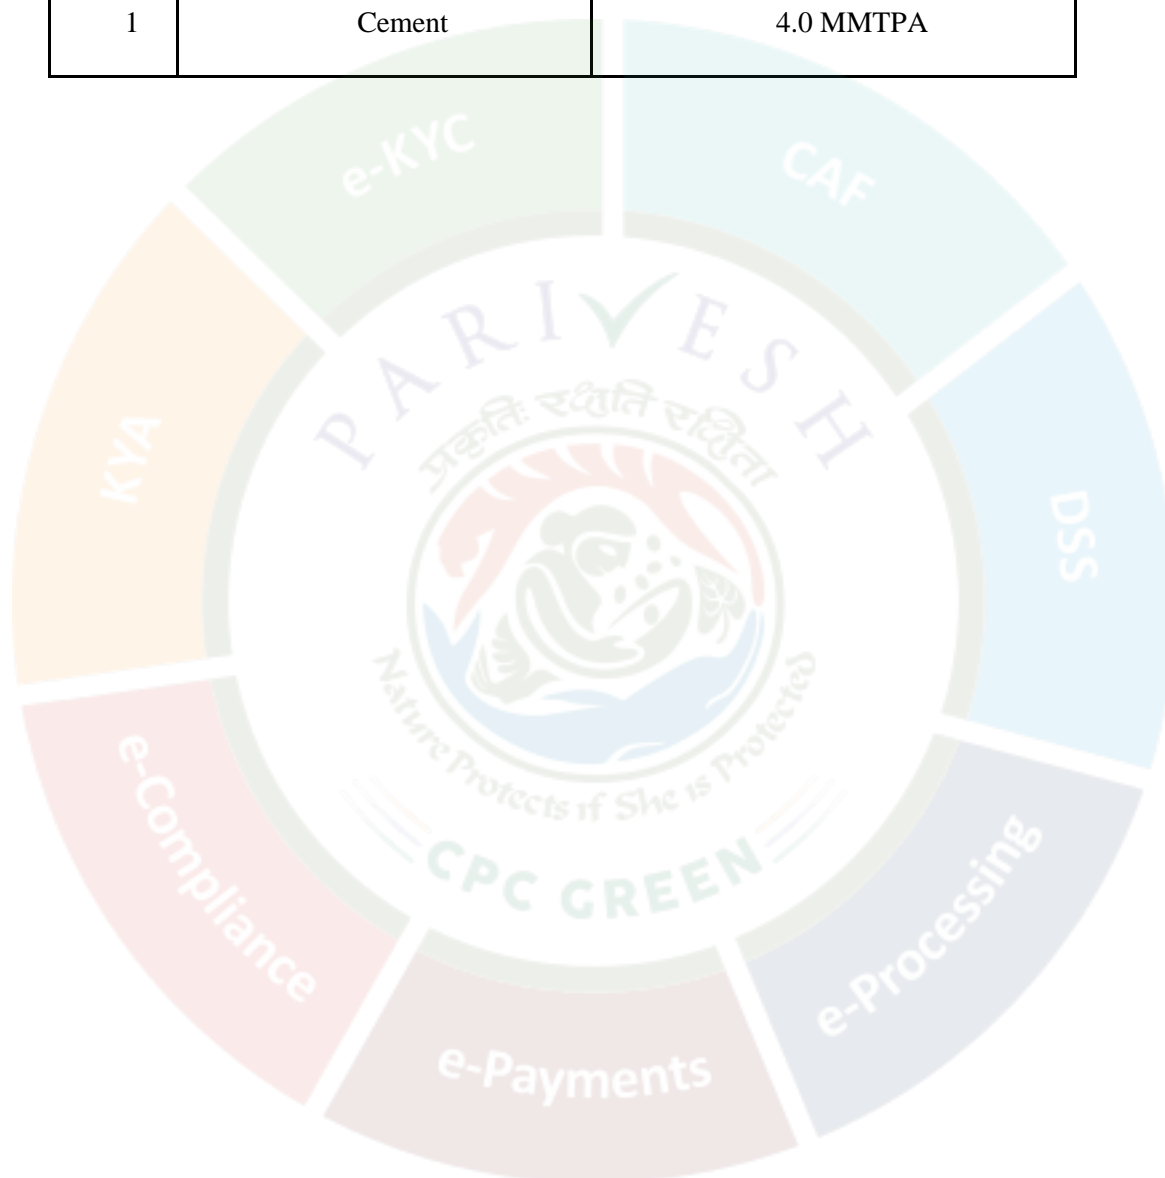 1 Cement 4.0 MMTPA
e-KYC
CAF
KYA
PARIVESH
DSS
प्रकृतिः रक्षति रक्षिता
Nature Protects if She is Protected
CPC GREEN
e-Compliance
e-Processing
e-Payments